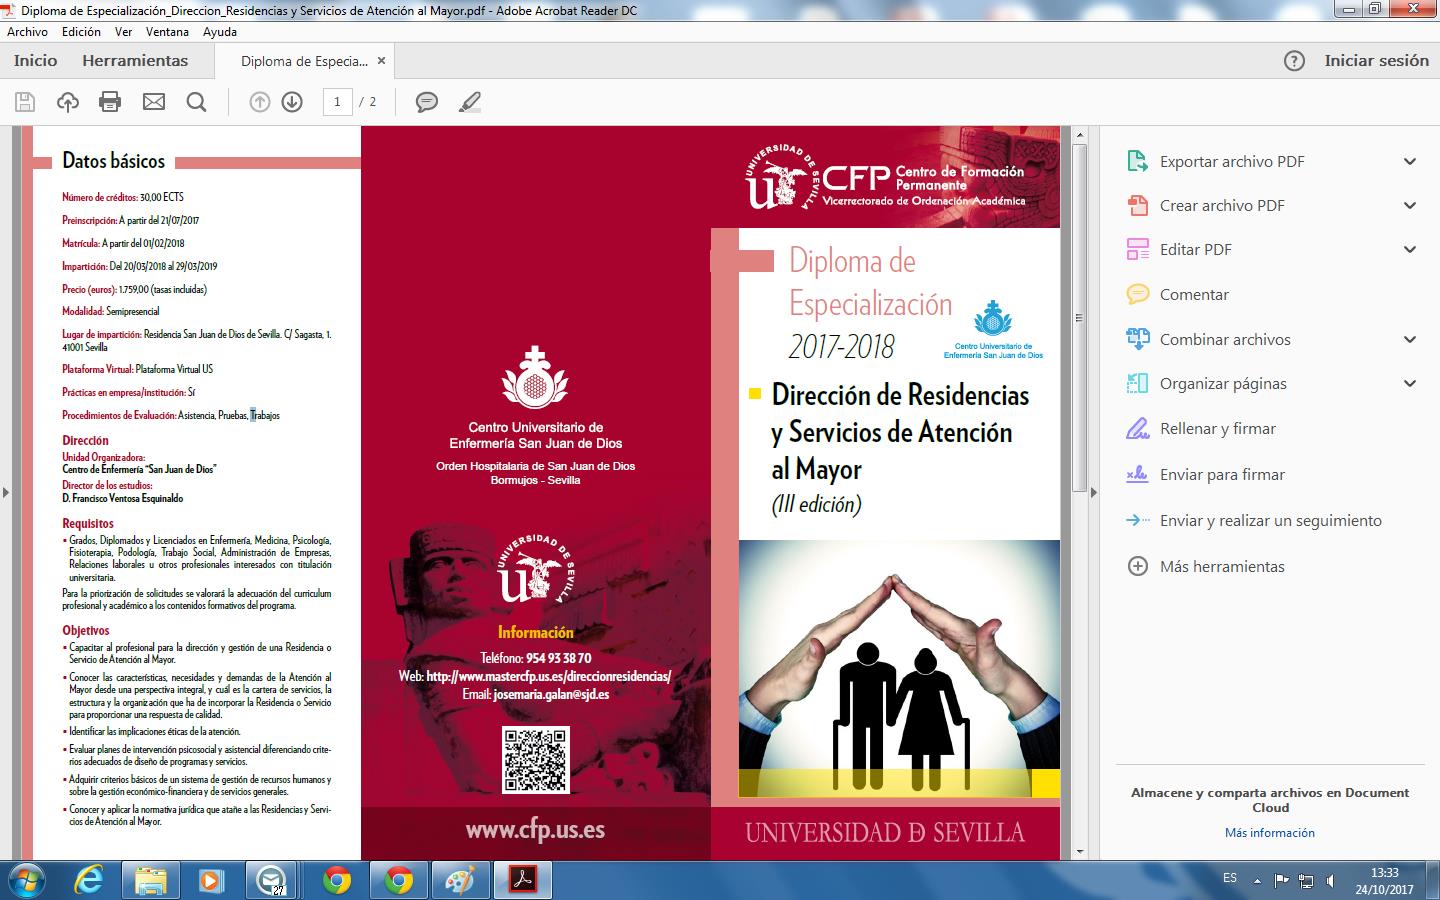 Diploma de Especialización_Direccion_Residencias y Servicios de Atención al Mayor.pdf - Adobe Acrobat Reader DC
Archivo Edición Ver Ventana Ayuda
Inicio Herramientas Diploma de Especia... × ? Iniciar sesión
1 / 2
Datos básicos
Número de créditos: 30,00 ECTS
Preinscripción: A partir del 21/07/2017
Matrícula: A partir del 01/02/2018
Impartición: Del 20/03/2018 al 29/03/2019
Precio (euros): 1.759,00 (tasas incluidas)
Modalidad: Semipresencial
Lugar de impartición: Residencia San Juan de Dios de Sevilla. C/ Sagasta, 1.
41001 Sevilla
Plataforma Virtual: Plataforma Virtual US
Prácticas en empresa/institución: Sí
Procedimientos de Evaluación: Asistencia, Pruebas, Trabajos
Dirección
Unidad Organizadora:
Centro de Enfermería "San Juan de Dios"
Director de los estudios:
D. Francisco Ventosa Esquinaldo
Requisitos
▪ Grados, Diplomados y Licenciados en Enfermería, Medicina, Psicología,
Fisioterapia, Podología, Trabajo Social, Administración de Empresas,
Relaciones laborales u otros profesionales interesados con titulación
universitaria.
Para la priorización de solicitudes se valorará la adecuación del curriculum
profesional y académico a los contenidos formativos del programa.
Objetivos
▪ Capacitar al profesional para la dirección y gestión de una Residencia o
Servicio de Atención al Mayor.
▪ Conocer las características, necesidades y demandas de la Atención al
Mayor desde una perspectiva integral, y cuál es la cartera de servicios, la
estructura y la organización que ha de incorporar la Residencia o Servicio
para proporcionar una respuesta de calidad.
▪ Identificar las implicaciones éticas de la atención.
▪ Evaluar planes de intervención psicosocial y asistencial diferenciando crite-
rios adecuados de diseño de programas y servicios.
▪ Adquirir criterios básicos de un sistema de gestión de recursos humanos y
sobre la gestión económico-financiera y de servicios generales.
▪ Conocer y aplicar la normativa jurídica que atañe a las Residencias y Servi-
cios de Atención al Mayor.
Centro Universitario de
Enfermería San Juan de Dios
Orden Hospitalaria de San Juan de Dios
Bormujos - Sevilla
UNIVERSIDAD DE SEVILLA
Información
Teléfono: 954 93 38 70
Web: http://www.mastercfp.us.es/direccionresidencias/
Email: josemaria.galan@sjd.es
www.cfp.us.es
UNIVERSIDAD DE SEVILLA
CFP Centro de Formación
Permanente
Vicerrectorado de Ordenación Académica
Diploma de
Especialización
2017-2018
Centro Universitario de
Enfermería San Juan de Dios
Dirección de Residencias
y Servicios de Atención
al Mayor
(III edición)
UNIVERSIDAD DE SEVILLA
Exportar archivo PDF
Crear archivo PDF
Editar PDF
Comentar
Combinar archivos
Organizar páginas
Rellenar y firmar
Enviar para firmar
Enviar y realizar un seguimiento
Más herramientas
Almacene y comparta archivos en Document
Cloud
Más información
27
ES
13:33
24/10/2017